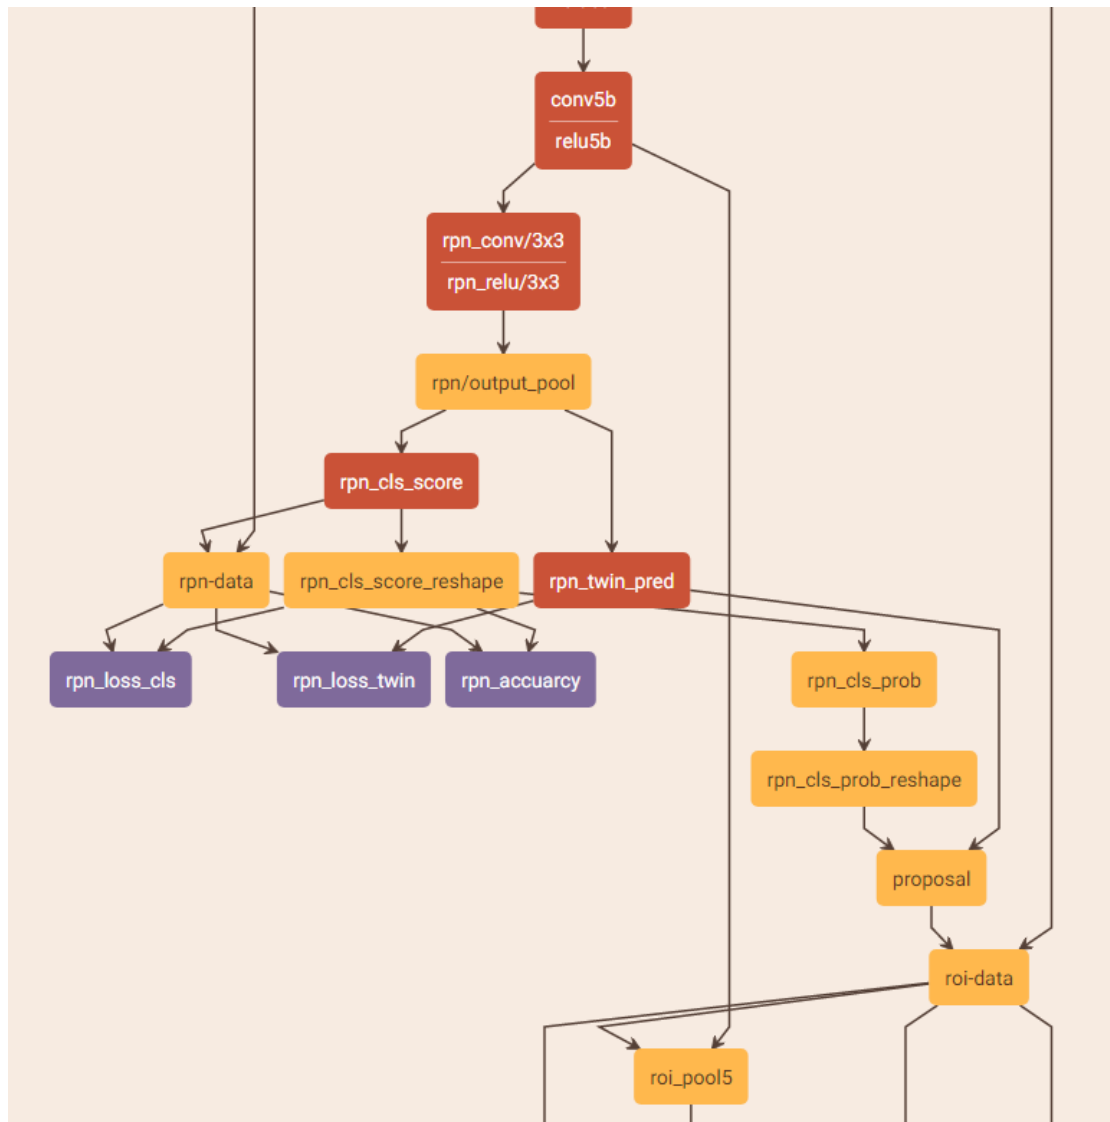 conv5b
relu5b
rpn_conv/3x3
rpn_relu/3x3
rpn/output_pool
rpn_cls_score
rpn-data
rpn_cls_score_reshape
rpn_twin_pred
rpn_loss_cls
rpn_loss_twin
rpn_accuarcy
rpn_cls_prob
rpn_cls_prob_reshape
proposal
roi-data
roi_pool5